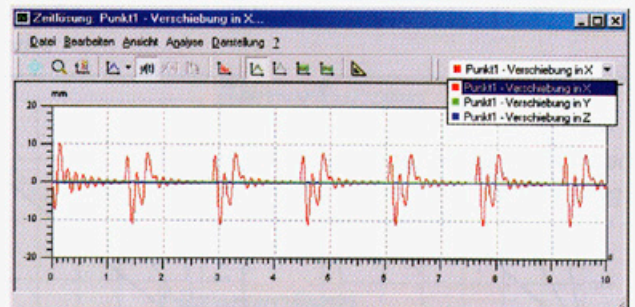 Zeitlösung: Punkt1 - Verschiebung in X...
Datei Bearbeiten Ansicht Analyse Darstellung ?
y(t)
Punkt1 - Verschiebung in X
Punkt1 - Verschiebung in X
Punkt1 - Verschiebung in Y
Punkt1 - Verschiebung in Z
mm
20
10
0
-10
-20
0 1 2 3 4 5 6 7 8 9 10